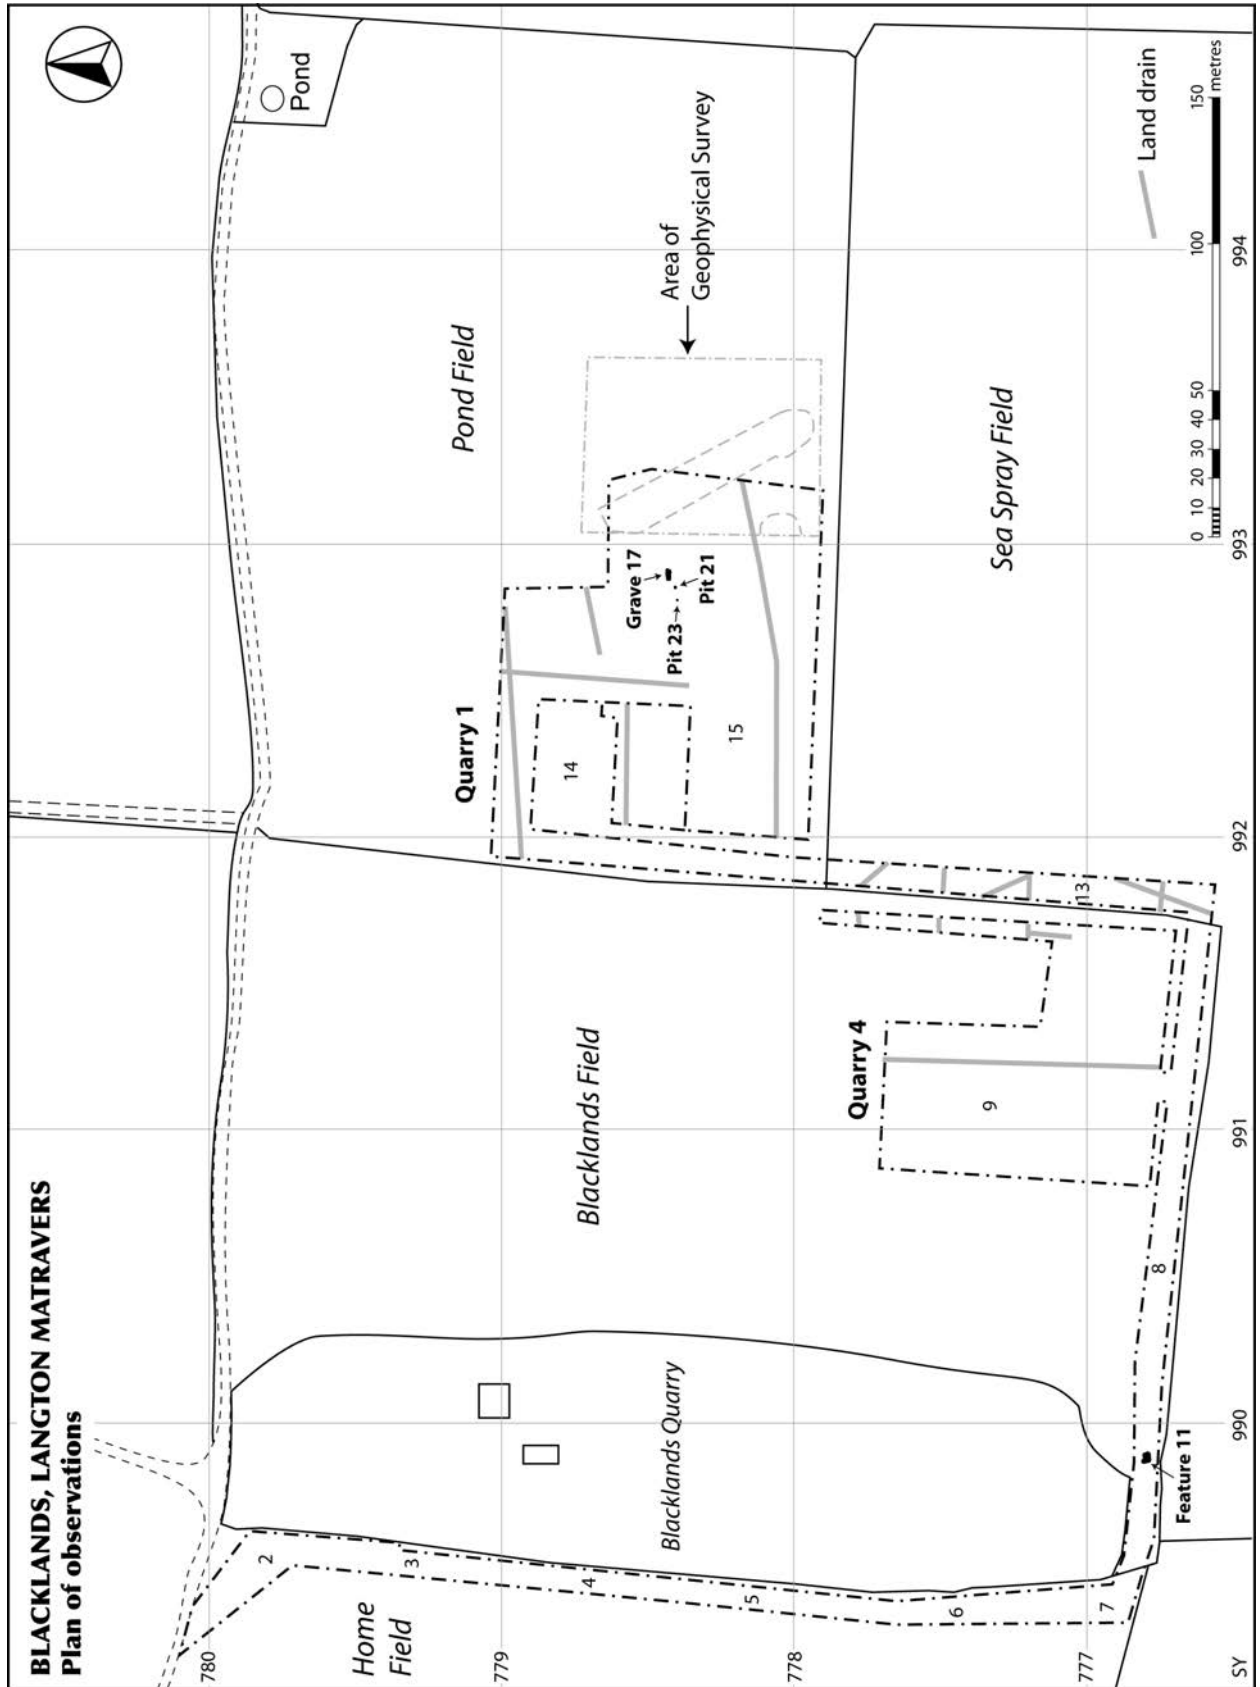 BLACKLANDS, LANGTON MATRAVERS
Plan of observations
Pond
Pond Field
Area of
Geophysical Survey
Quarry 1
Grave 17
Pit 23
Pit 21
14
15
Home
Field
2
3
4
5
6
7
Blacklands Quarry
Blacklands Field
Sea Spray Field
Quarry 4
9
13
8
Feature 11
Land drain
0 10 20 30 40 50 100 150
metres
780
779
778
777
SY
990 991 992 993 994